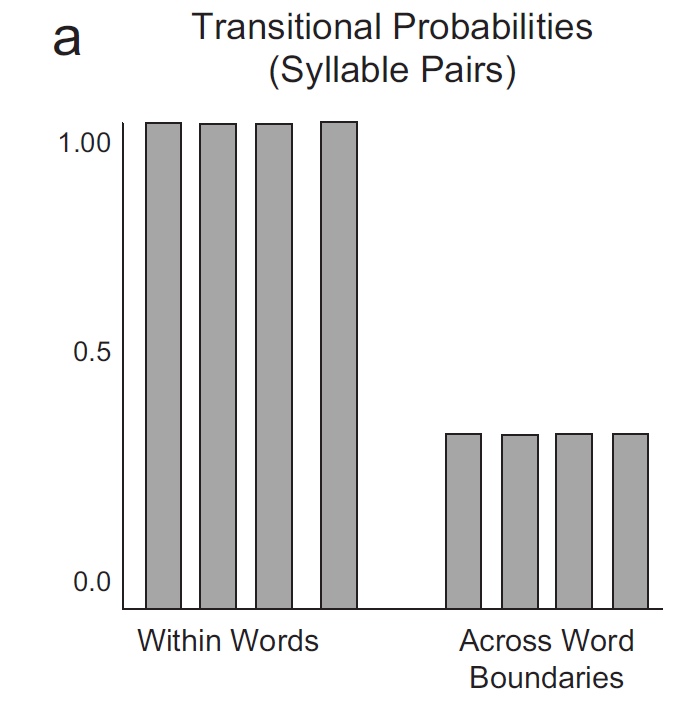 a
Transitional Probabilities
(Syllable Pairs)
1.00
0.5
0.0
Within Words
Across Word
Boundaries